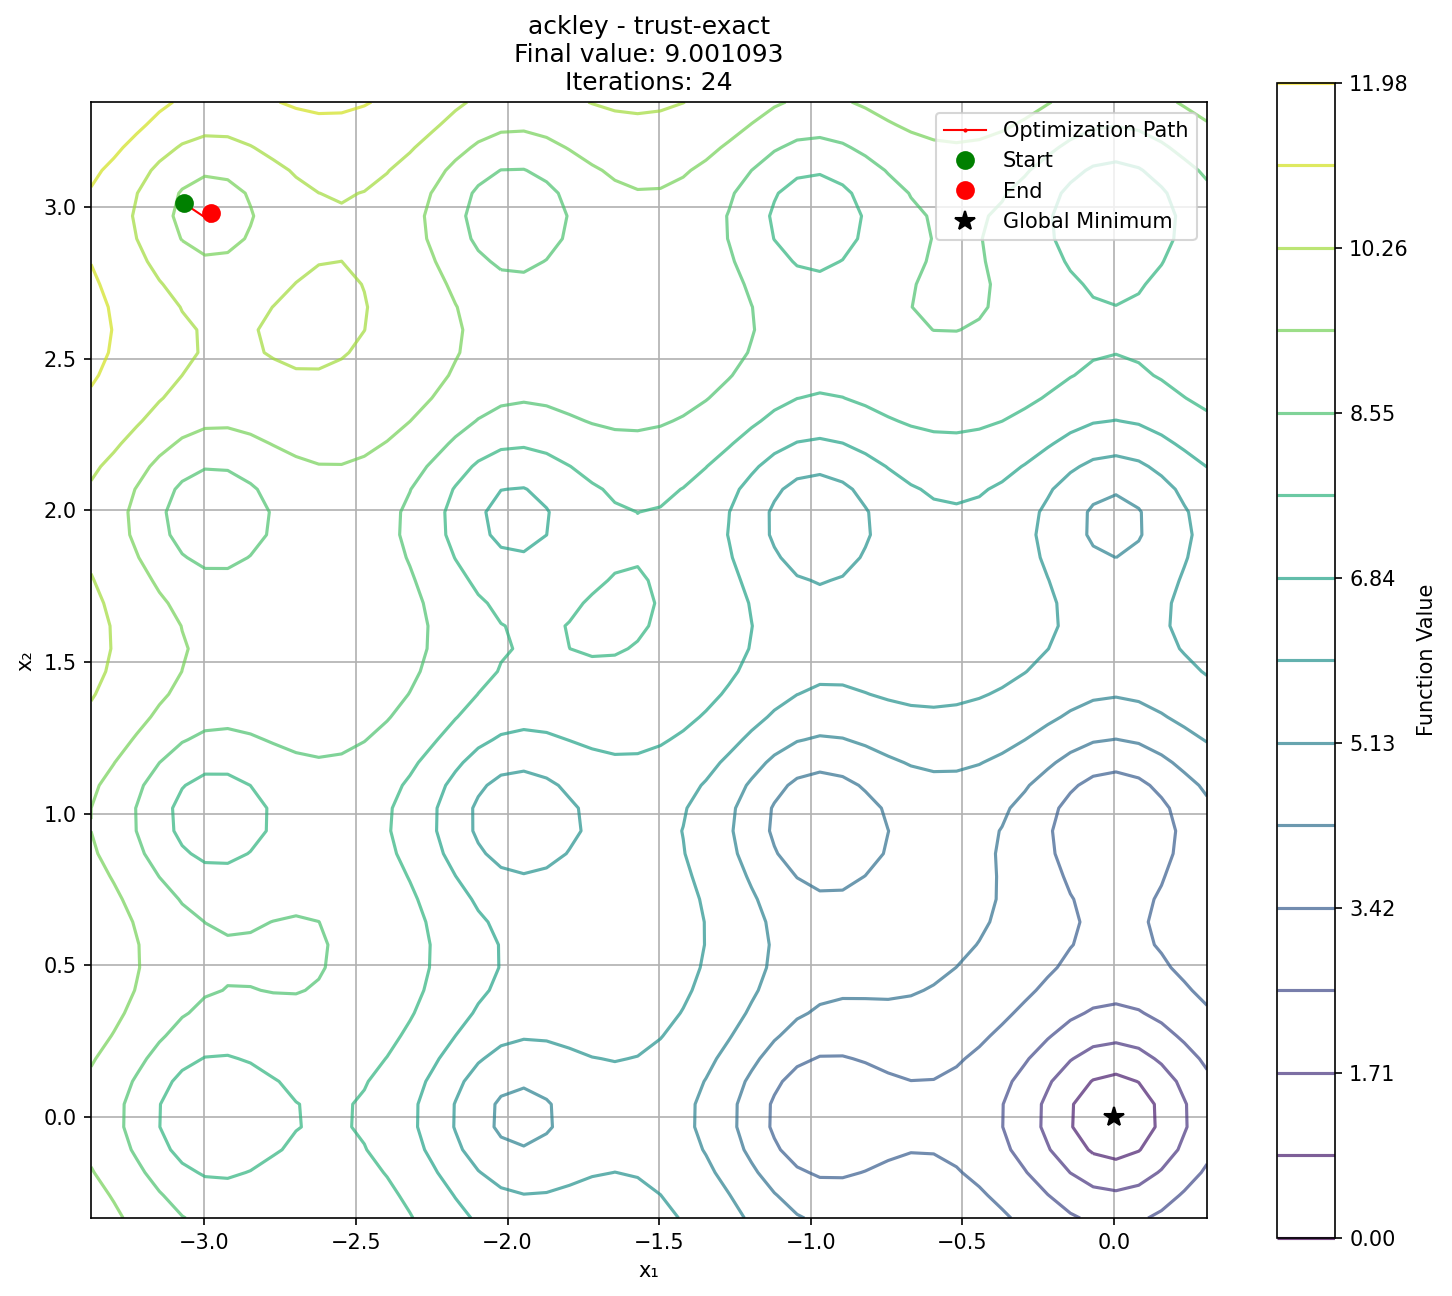 ackley - trust-exact
Final value: 9.001093
Iterations: 24
Optimization Path
Start
End
Global Minimum
3.0
2.5
2.0
1.5
1.0
0.5
0.0
x₂
−3.0
−2.5
−2.0
−1.5
−1.0
−0.5
0.0
x₁
11.98
10.26
8.55
6.84
5.13
3.42
1.71
0.00
Function Value